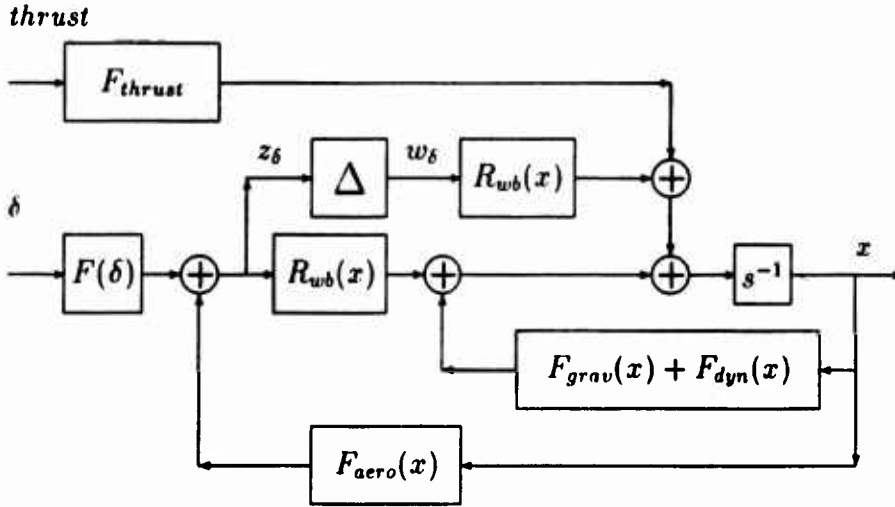 thrust
F_thrust
z_δ
Δ
w_δ
R_wb(x)
+
δ
F(δ)
+
R_wb(x)
+
+
s⁻¹
x
F_grav(x) + F_dyn(x)
F_aero(x)